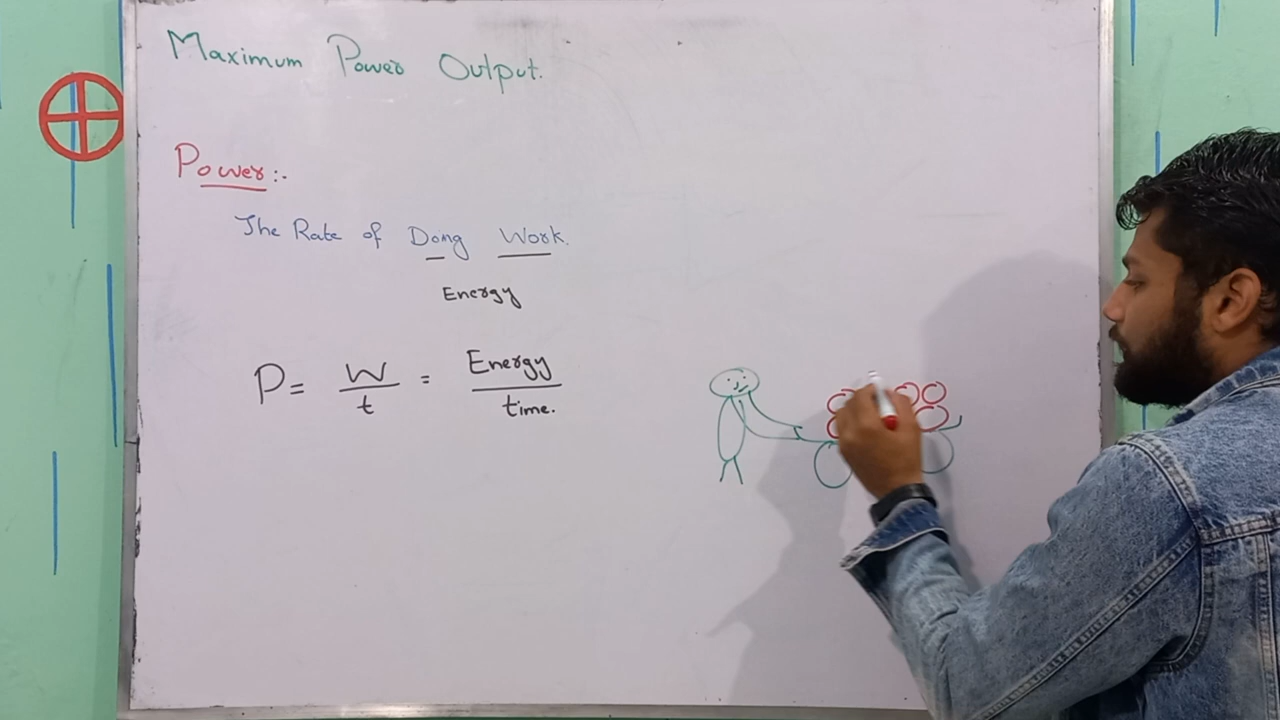 Maximum Power Output.
Power:-
The Rate of Doing Work.
Energy
P = W/t = Energy/time.